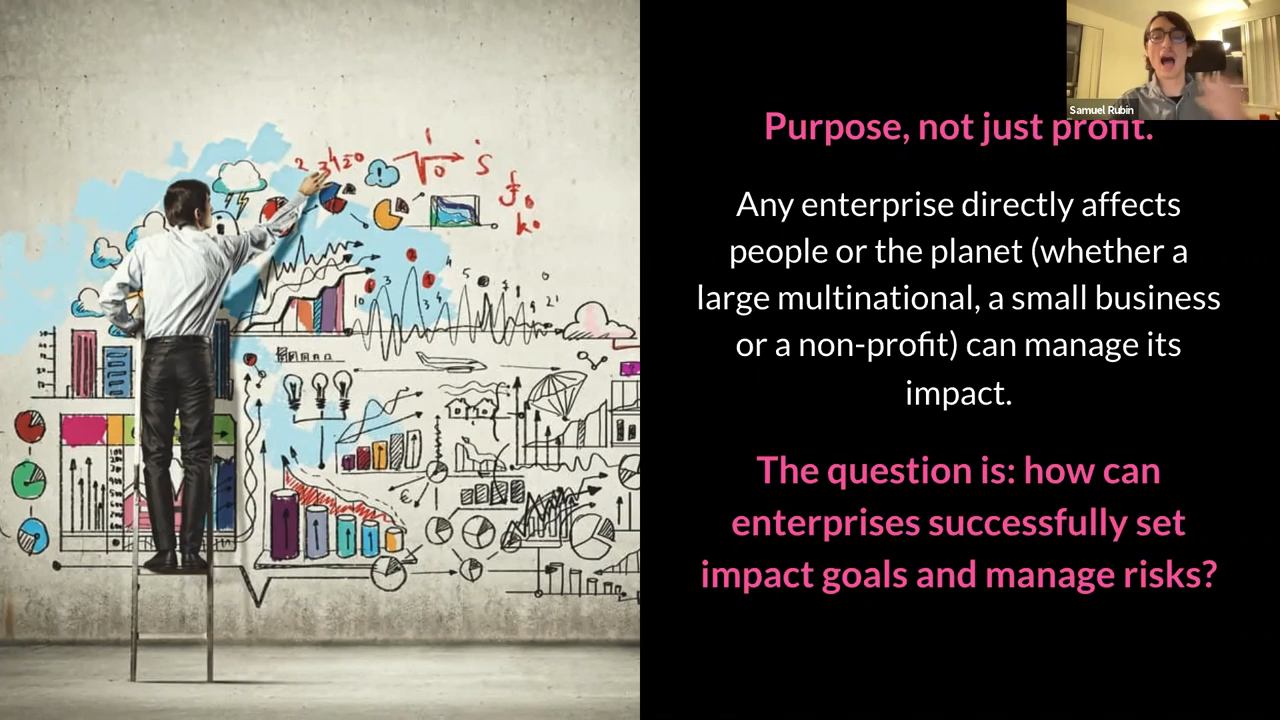 Samuel Rubin
Purpose, not just profit.
Any enterprise directly affects
people or the planet (whether a
large multinational, a small business
or a non-profit) can manage its
impact.
The question is: how can
enterprises successfully set
impact goals and manage risks?